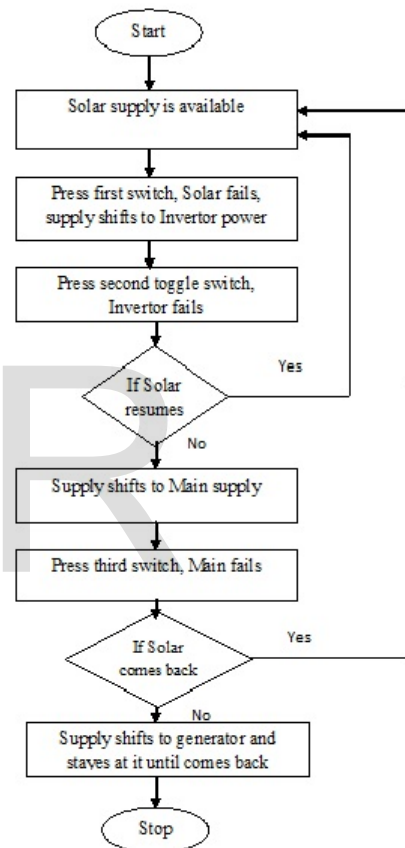 Start
Solar supply is available
Press first switch, Solar fails,
supply shifts to Invertor power
Press second toggle switch,
Invertor fails
If Solar
resumes
Yes
No
Supply shifts to Main supply
Press third switch, Main fails
If Solar
comes back
Yes
No
Supply shifts to generator and
staves at it until comes back
Stop
R